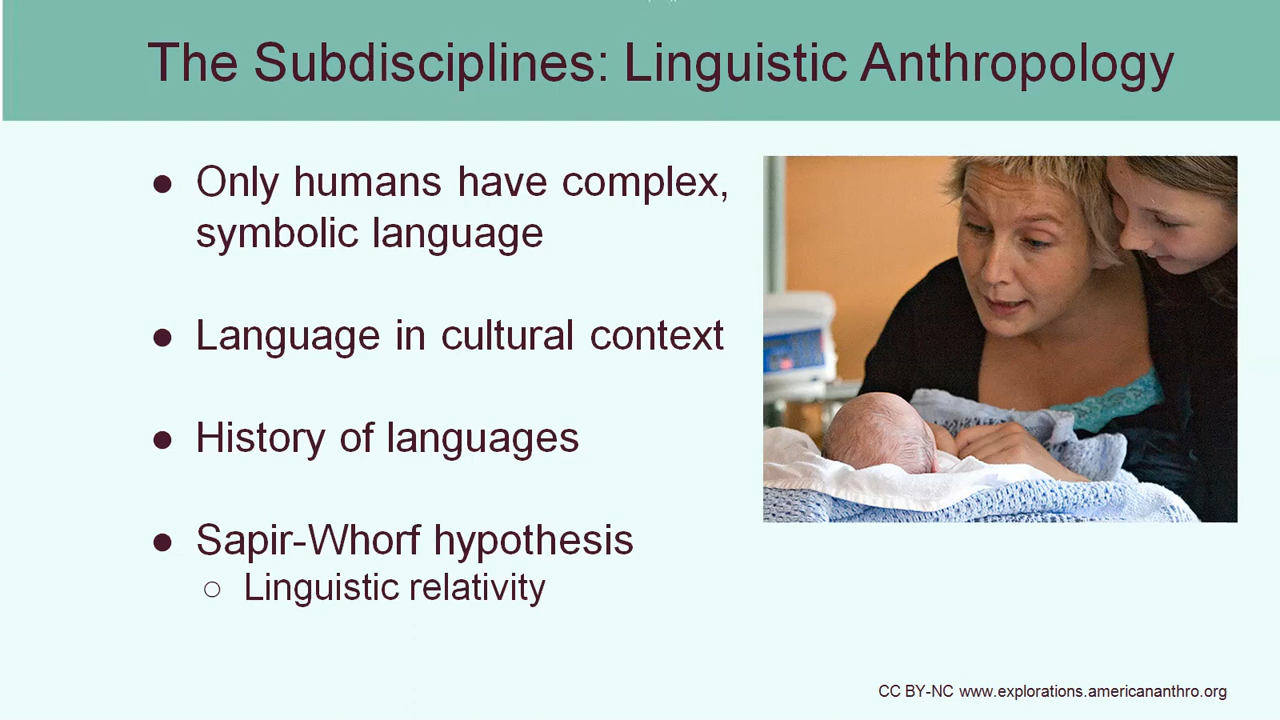 The Subdisciplines: Linguistic Anthropology
● Only humans have complex,
symbolic language
● Language in cultural context
● History of languages
● Sapir-Whorf hypothesis
○ Linguistic relativity
CC BY-NC www.explorations.americananthro.org